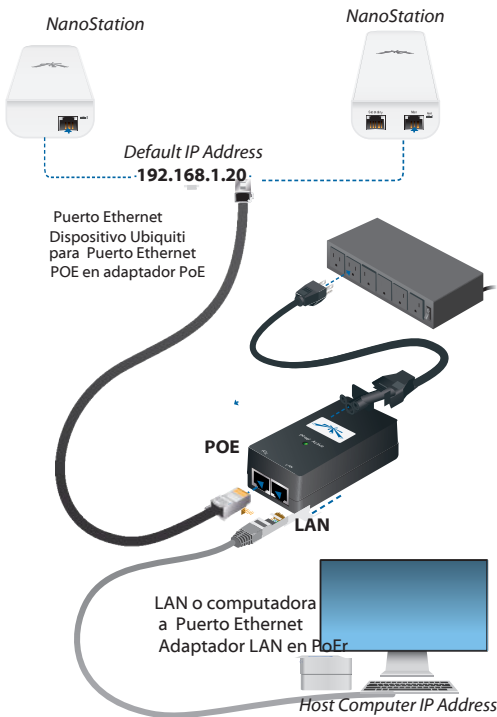 NanoStation
NanoStation
Main
Default IP Address
192.168.1.20
Puerto Ethernet
Dispositivo Ubiquiti
para Puerto Ethernet
POE en adaptador PoE
POE
LAN
LAN o computadora
a Puerto Ethernet
Adaptador LAN en PoEr
Host Computer IP Address